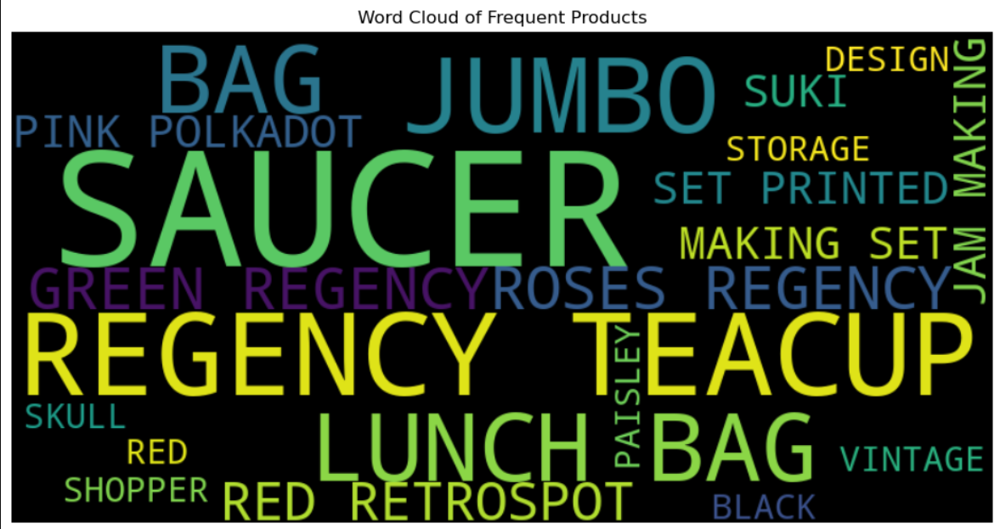 Word Cloud of Frequent Products
BAG
JUMBO
DESIGN
SUKI
JAM MAKING
PINK POLKADOT
STORAGE
SAUCER
SET PRINTED
MAKING SET
GREEN REGENCY
ROSES REGENCY
REGENCY TEACUP
PAISLEY
SKULL
LUNCH BAG
RED
VINTAGE
SHOPPER
RED RETROSPOT
BLACK